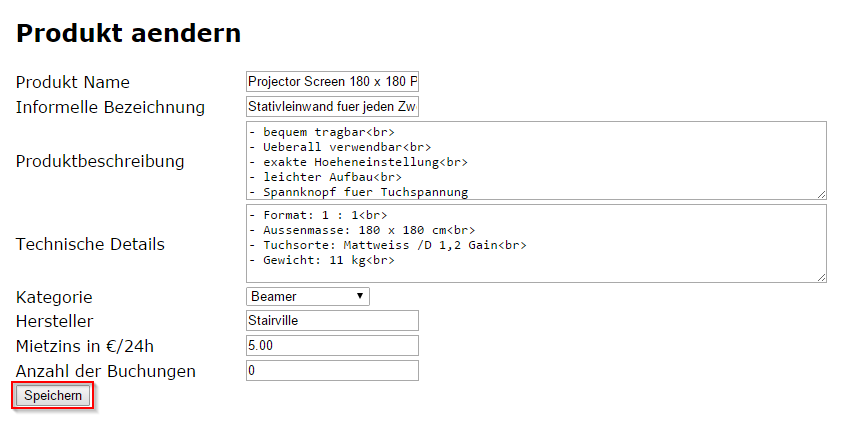 Produkt aendern
Produkt Name Projector Screen 180 x 180 P
Informelle Bezeichnung Stativleinwand fuer jeden Zwe
Produktbeschreibung
- bequem tragbar<br>
- Ueberall verwendbar<br>
- exakte Hoeheneinstellung<br>
- leichter Aufbau<br>
- Spannknopf fuer Tuchspannung
Technische Details
- Format: 1 : 1<br>
- Aussenmasse: 180 x 180 cm<br>
- Tuchsorte: Mattweiss /D 1,2 Gain<br>
- Gewicht: 11 kg<br>
Kategorie Beamer
Hersteller Stairville
Mietzins in €/24h 5.00
Anzahl der Buchungen 0
Speichern